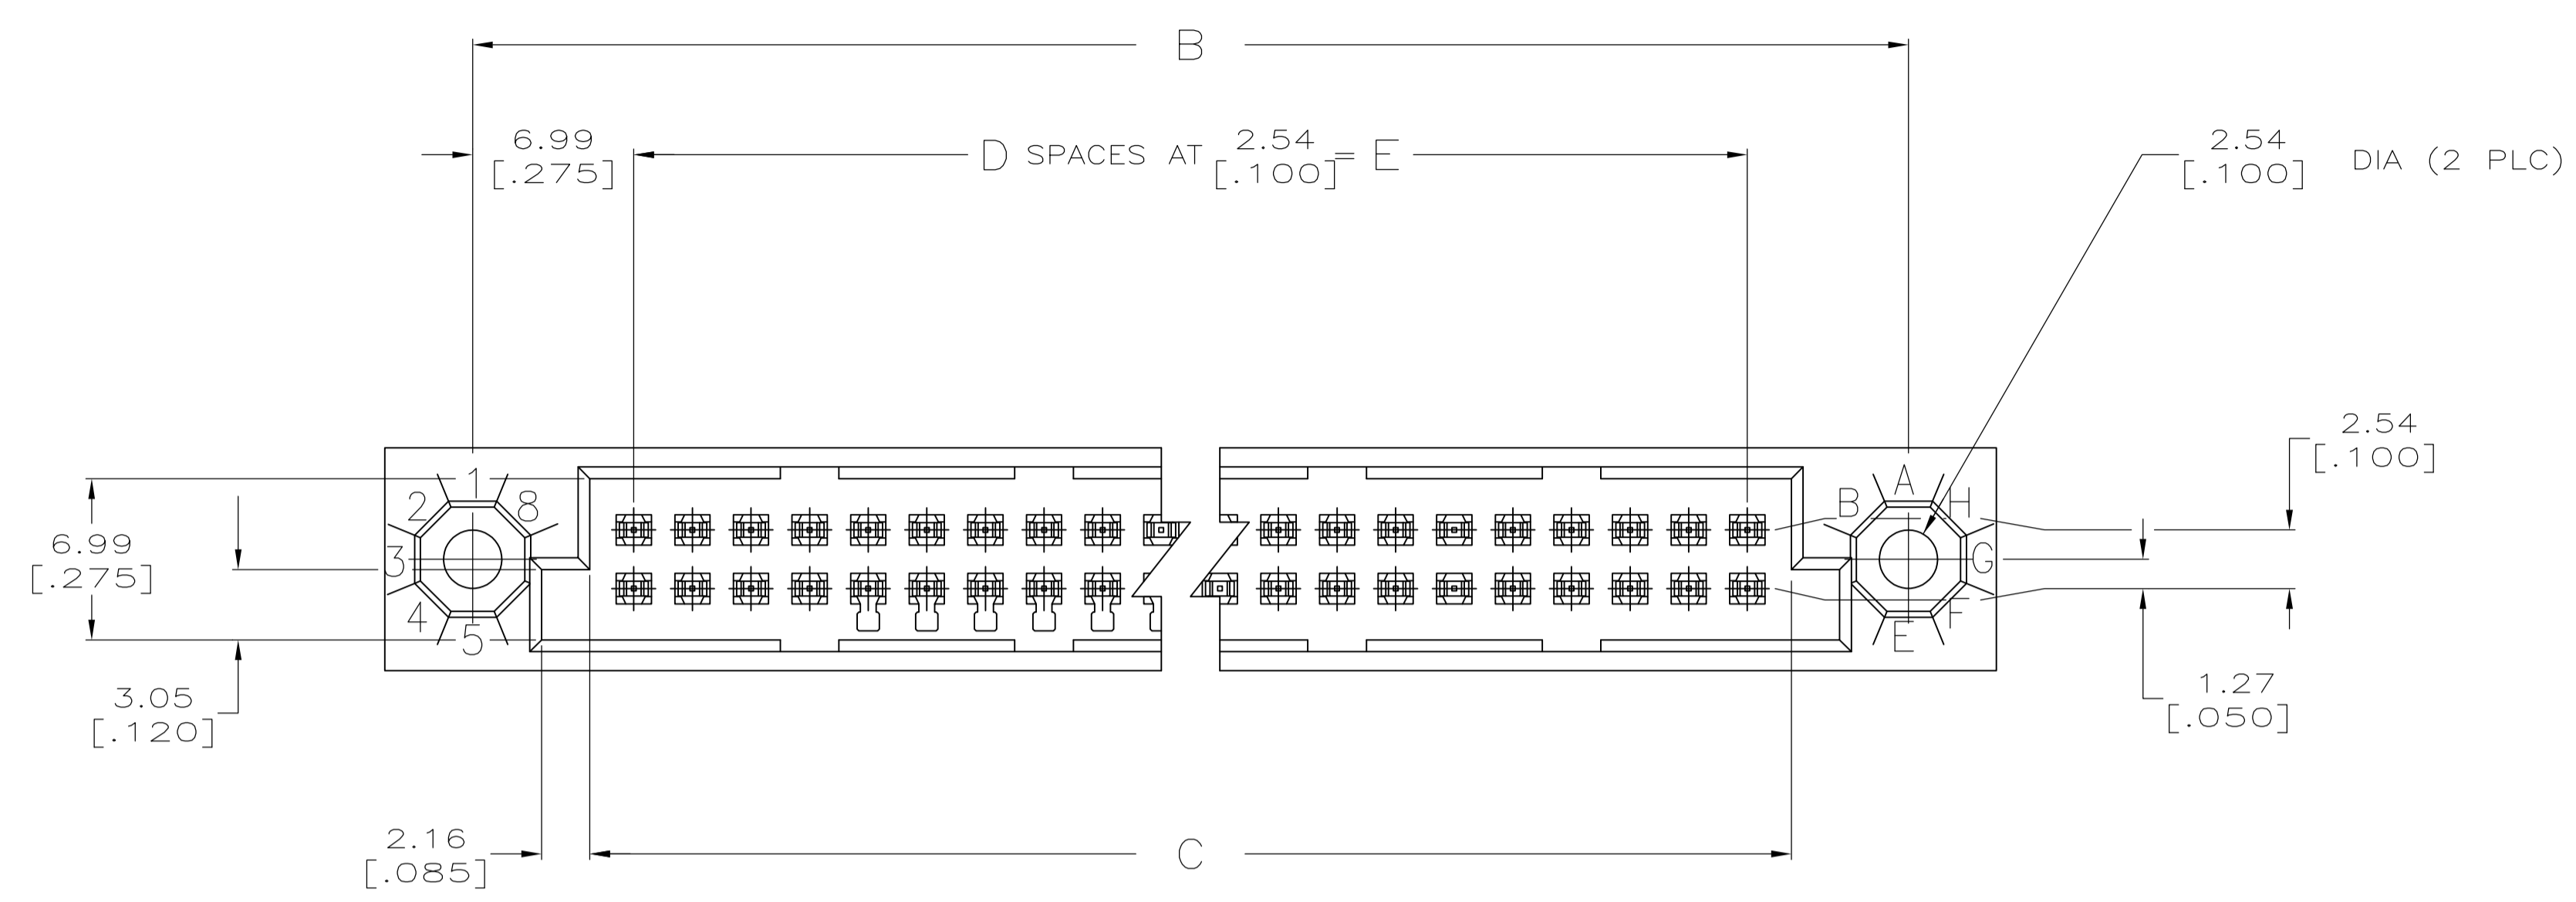 B
6.99
[.275]
D SPACES AT 2.54 [.100] = E
2.54
[.100] DIA (2 PLC)
2.54
[.100]
1
2
8
3
4
5
A
B
H
G
F
E
6.99
[.275]
3.05
[.120]
1.27
[.050]
2.16
[.085]
C